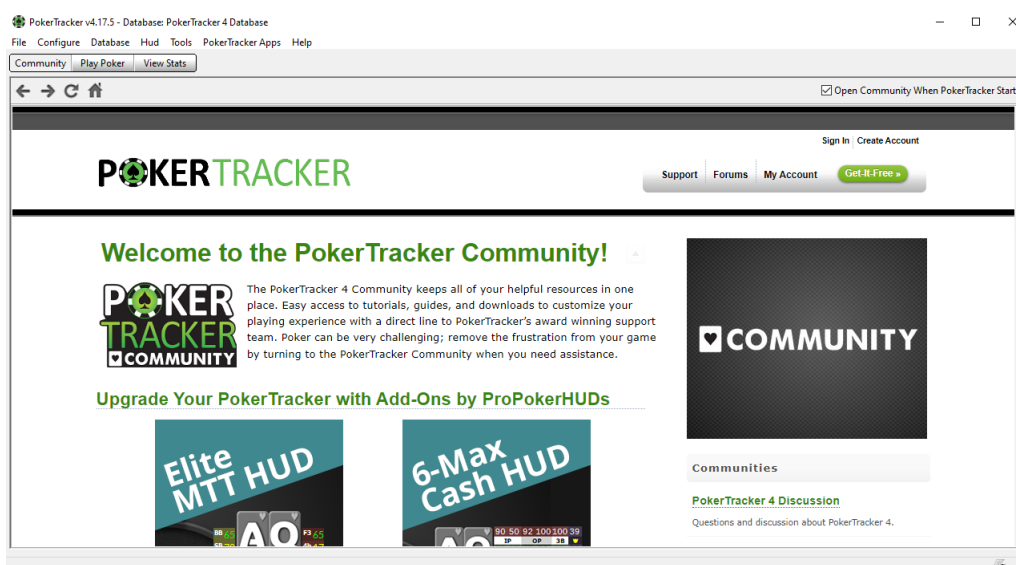 PokerTracker v4.17.5 - Database: PokerTracker 4 Database
File Configure Database Hud Tools PokerTracker Apps Help
Community Play Poker View Stats
Open Community When PokerTracker Start
Sign In Create Account
POKERTRACKER
Support Forums My Account Get-It-Free »
Welcome to the PokerTracker Community!
POKER
TRACKER
COMMUNITY
The PokerTracker 4 Community keeps all of your helpful resources in one
place. Easy access to tutorials, guides, and downloads to customize your
playing experience with a direct line to PokerTracker's award winning support
team. Poker can be very challenging; remove the frustration from your game
by turning to the PokerTracker Community when you need assistance.
COMMUNITY
Upgrade Your PokerTracker with Add-Ons by ProPokerHUDs
Elite
MTT HUD
BB 65
F3 65
A Q
6-Max
Cash HUD
90 50 92 100 100 39
IP OP 3B
A Q
Communities
PokerTracker 4 Discussion
Questions and discussion about PokerTracker 4.